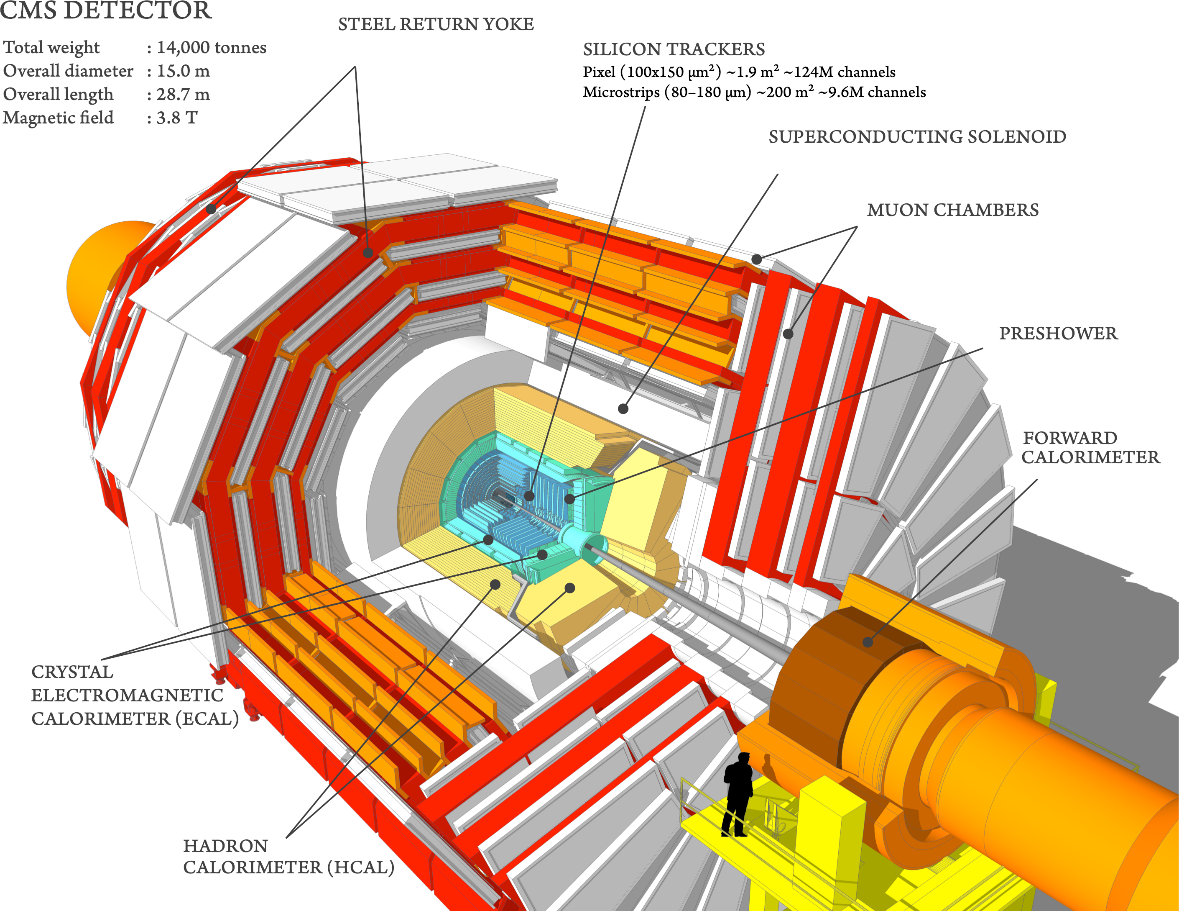 CMS DETECTOR
Total weight : 14,000 tonnes
Overall diameter : 15.0 m
Overall length : 28.7 m
Magnetic field : 3.8 T
STEEL RETURN YOKE
SILICON TRACKERS
Pixel (100x150 μm²) ~1.9 m² ~124M channels
Microstrips (80–180 μm) ~200 m² ~9.6M channels
SUPERCONDUCTING SOLENOID
MUON CHAMBERS
PRESHOWER
FORWARD
CALORIMETER
CRYSTAL
ELECTROMAGNETIC
CALORIMETER (ECAL)
HADRON
CALORIMETER (HCAL)